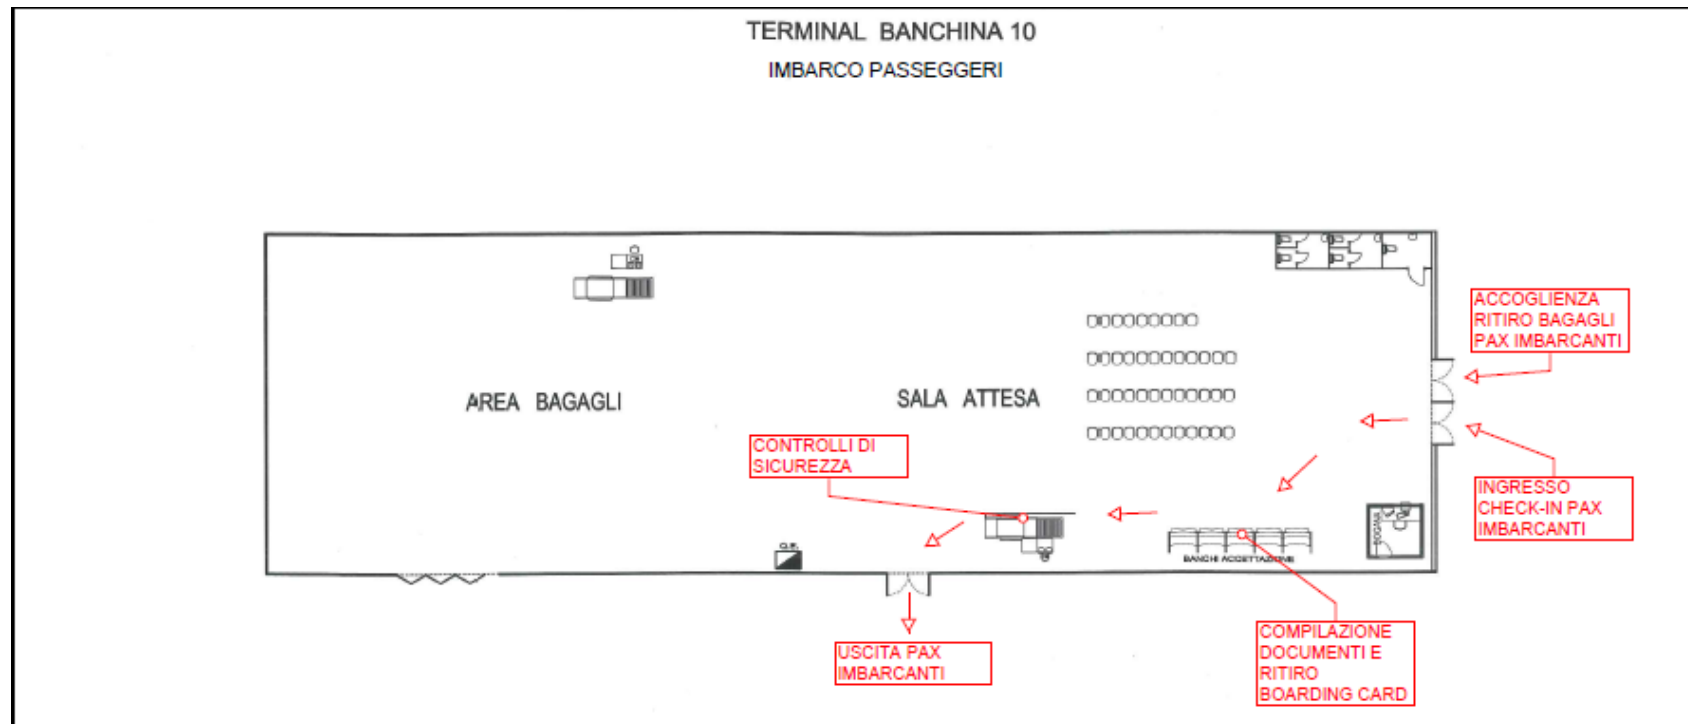 TERMINAL BANCHINA 10
IMBARCO PASSEGGERI
ACCOGLIENZA
RITIRO BAGAGLI
PAX IMBARCANTI
AREA BAGAGLI
SALA ATTESA
CONTROLLI DI
SICUREZZA
INGRESSO
CHECK-IN PAX
IMBARCANTI
DOGANA
Q.E.
BANCHI ACCETTAZIONE
USCITA PAX
IMBARCANTI
COMPILAZIONE
DOCUMENTI E
RITIRO
BOARDING CARD